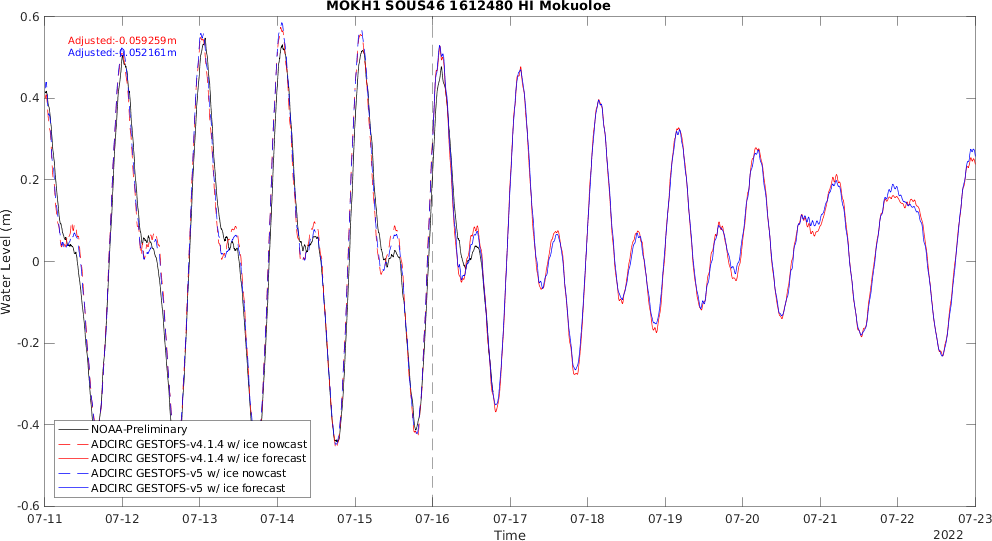 MOKH1 SOUS46 1612480 HI Mokuoloe
Adjusted:-0.059259m
Adjusted:-0.052161m
0.6
0.4
0.2
0
-0.2
-0.4
-0.6
Water Level (m)
NOAA-Preliminary
ADCIRC GESTOFS-v4.1.4 w/ ice nowcast
ADCIRC GESTOFS-v4.1.4 w/ ice forecast
ADCIRC GESTOFS-v5 w/ ice nowcast
ADCIRC GESTOFS-v5 w/ ice forecast
07-11 07-12 07-13 07-14 07-15 07-16 07-17 07-18 07-19 07-20 07-21 07-22 07-23
Time
2022